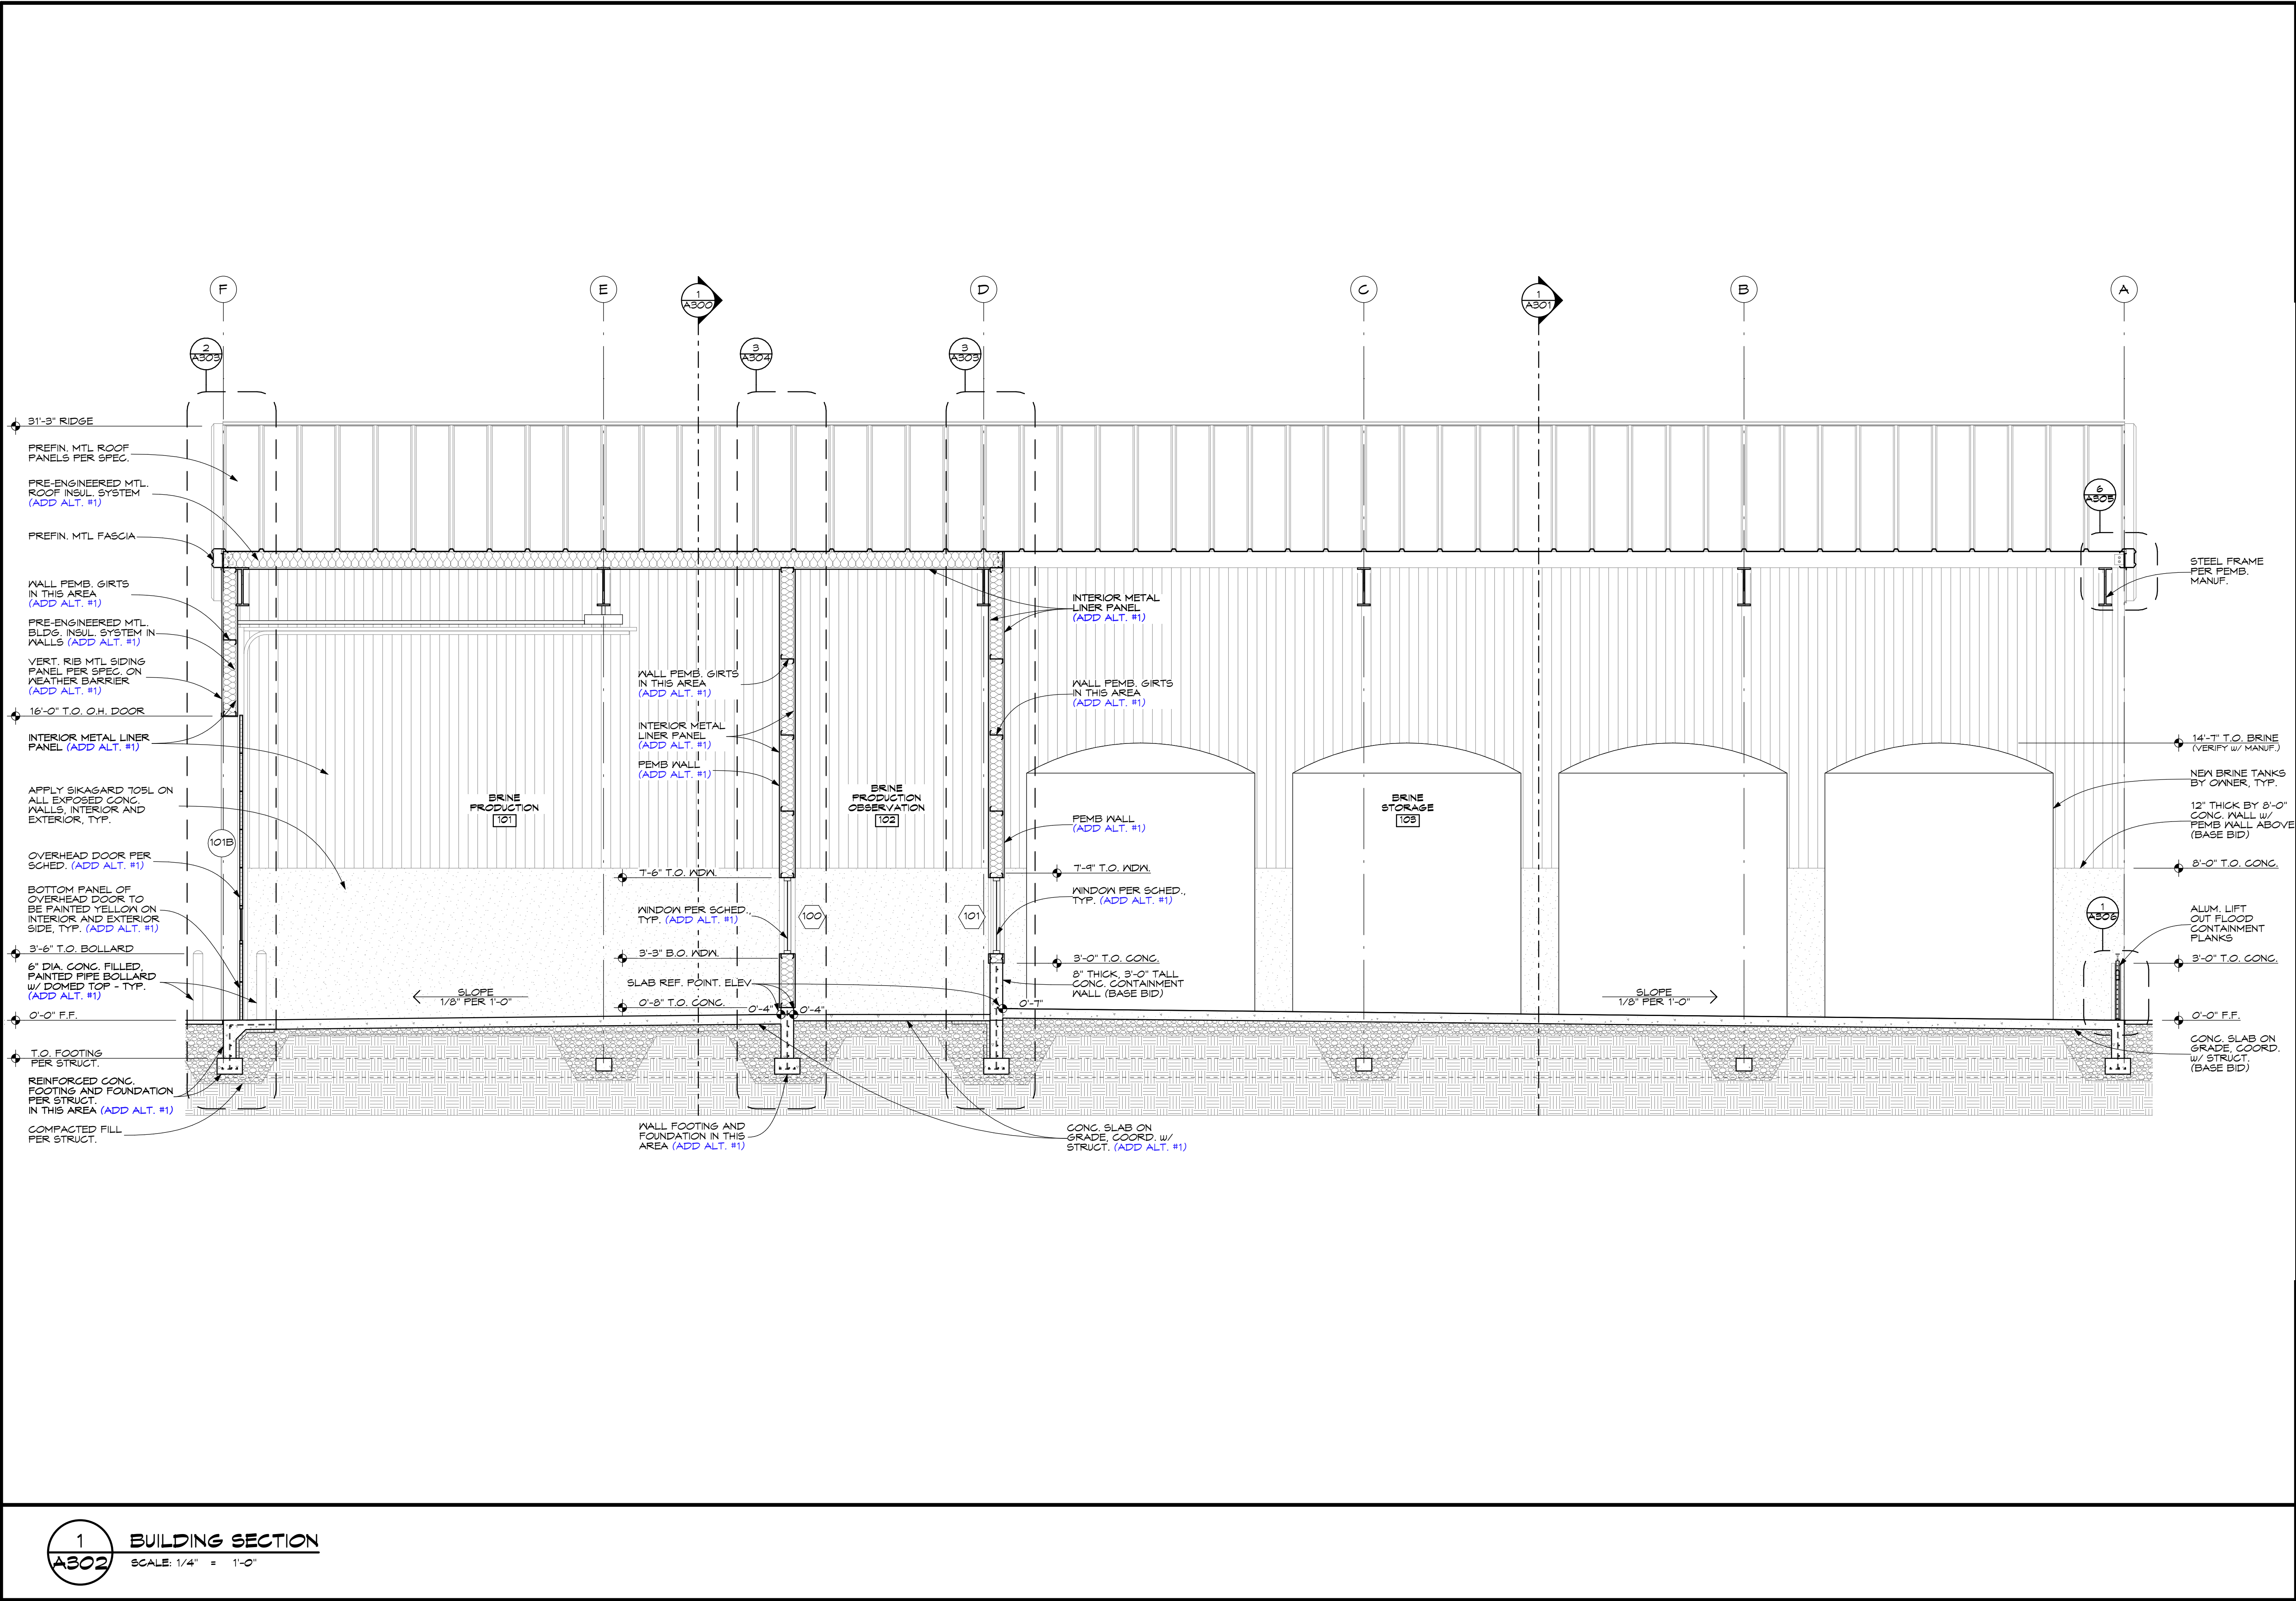 F
E
D
C
B
A
1
A300
1
A301
2
A303
3
A304
3
A303
6
A305
1
A306
31'-3" RIDGE
PREFIN. MTL ROOF
PANELS PER SPEC.
PRE-ENGINEERED MTL.
ROOF INSUL. SYSTEM
(ADD ALT. #1)
PREFIN. MTL FASCIA
WALL PEMB. GIRTS
IN THIS AREA
(ADD ALT. #1)
PRE-ENGINEERED MTL.
BLDG. INSUL. SYSTEM IN
WALLS (ADD ALT. #1)
VERT. RIB MTL SIDING
PANEL PER SPEC. ON
WEATHER BARRIER
(ADD ALT. #1)
16'-0" T.O. O.H. DOOR
INTERIOR METAL LINER
PANEL (ADD ALT. #1)
APPLY SIKAGARD 705L ON
ALL EXPOSED CONC.
WALLS, INTERIOR AND
EXTERIOR, TYP.
101B
OVERHEAD DOOR PER
SCHED. (ADD ALT. #1)
BOTTOM PANEL OF
OVERHEAD DOOR TO
BE PAINTED YELLOW ON
INTERIOR AND EXTERIOR
SIDE, TYP. (ADD ALT. #1)
3'-6" T.O. BOLLARD
6" DIA. CONC. FILLED,
PAINTED PIPE BOLLARD
W/ DOMED TOP - TYP.
(ADD ALT. #1)
0'-0" F.F.
T.O. FOOTING
PER STRUCT.
REINFORCED CONC.
FOOTING AND FOUNDATION
PER STRUCT.
IN THIS AREA (ADD ALT. #1)
COMPACTED FILL
PER STRUCT.
BRINE
PRODUCTION
101
SLOPE
1/8" PER 1'-0"
WALL PEMB. GIRTS
IN THIS AREA
(ADD ALT. #1)
INTERIOR METAL
LINER PANEL
(ADD ALT. #1)
PEMB WALL
(ADD ALT. #1)
7'-6" T.O. WDW.
WINDOW PER SCHED.,
TYP. (ADD ALT. #1)
100
3'-3" B.O. WDW.
SLAB REF. POINT. ELEV
0'-8" T.O. CONC.
0'-4"
0'-4"
WALL FOOTING AND
FOUNDATION IN THIS
AREA (ADD ALT. #1)
BRINE
PRODUCTION
OBSERVATION
102
101
INTERIOR METAL
LINER PANEL
(ADD ALT. #1)
WALL PEMB. GIRTS
IN THIS AREA
(ADD ALT. #1)
PEMB WALL
(ADD ALT. #1)
7'-9" T.O. WDW.
WINDOW PER SCHED.,
TYP. (ADD ALT. #1)
3'-0" T.O. CONC.
8" THICK, 3'-0" TALL
CONC. CONTAINMENT
WALL (BASE BID)
0'-7"
CONC. SLAB ON
GRADE, COORD. W/
STRUCT. (ADD ALT. #1)
BRINE
STORAGE
103
SLOPE
1/8" PER 1'-0"
STEEL FRAME
PER PEMB.
MANUF.
14'-7" T.O. BRINE
(VERIFY W/ MANUF.)
NEW BRINE TANKS
BY OWNER, TYP.
12" THICK BY 8'-0"
CONC. WALL W/
PEMB WALL ABOVE
(BASE BID)
8'-0" T.O. CONC.
ALUM. LIFT
OUT FLOOD
CONTAINMENT
PLANKS
3'-0" T.O. CONC.
0'-0" F.F.
CONC. SLAB ON
GRADE, COORD.
W/ STRUCT.
(BASE BID)
1
A302
BUILDING SECTION
SCALE: 1/4" = 1'-0"